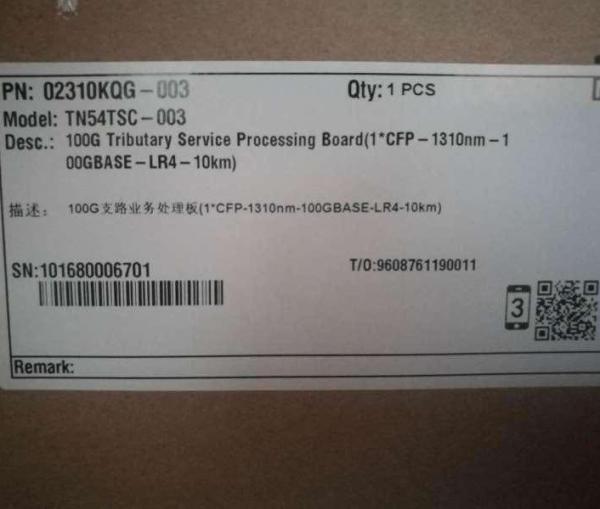 PN: 02310KQG-003 Qty: 1 PCS
Model: TN54TSC-003
Desc.: 100G Tributary Service Processing Board(1*CFP-1310nm-1
00GBASE-LR4-10km)
描述: 100G支路业务处理板(1*CFP-1310nm-100GBASE-LR4-10km)
SN:101680006701 T/O:9608761190011
3
Remark: